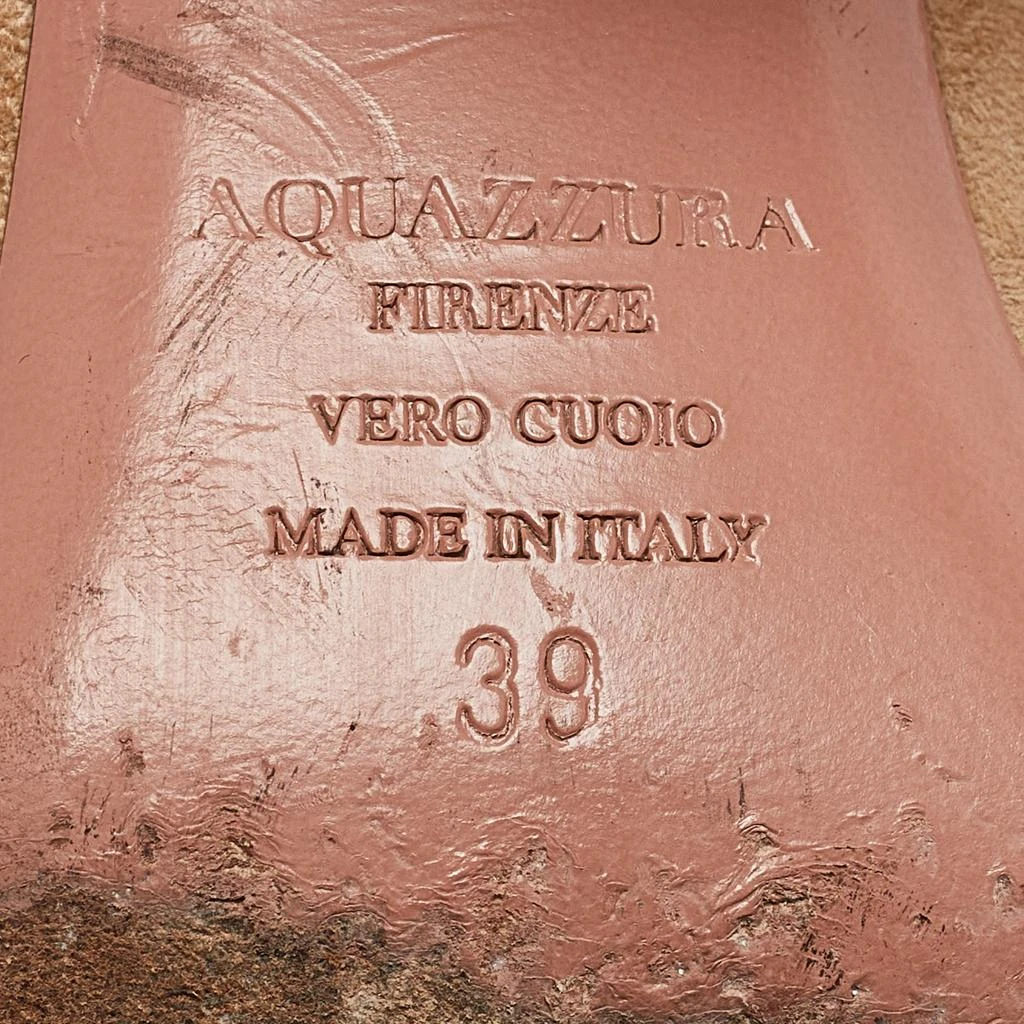 AQUAZZURA
FIRENZE
VERO CUOIO
MADE IN ITALY
39